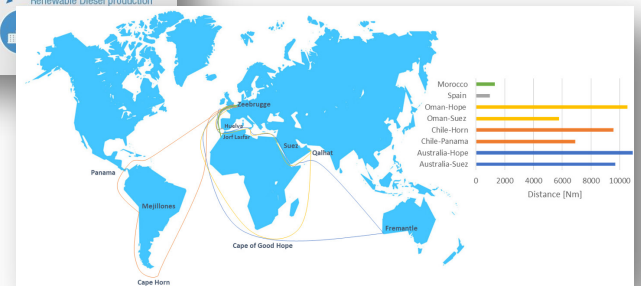 Renewable Diesel production
Zeebrugge
Huelva
Jorf Lasfar
Suez
Qalhat
Panama
Mejillones
Fremantle
Cape of Good Hope
Cape Horn
Morocco
Spain
Oman-Hope
Oman-Suez
Chile-Horn
Chile-Panama
Australia-Hope
Australia-Suez
0 2000 4000 6000 8000 10000
Distance [Nm]